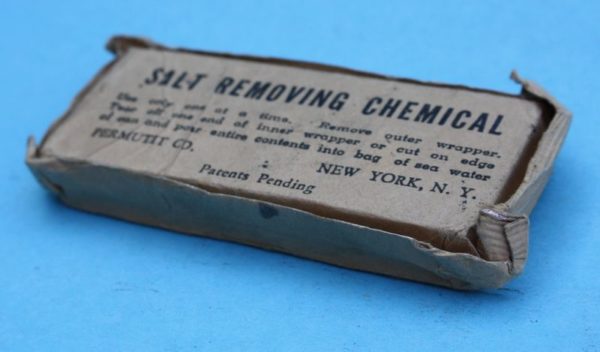 SALT REMOVING CHEMICAL
Use only one at a time. Remove outer wrapper.
Tear off one end of inner wrapper or cut on edge
of can and pour entire contents into bag of sea water
PERMUTIT CO. NEW YORK, N. Y.
Patents Pending